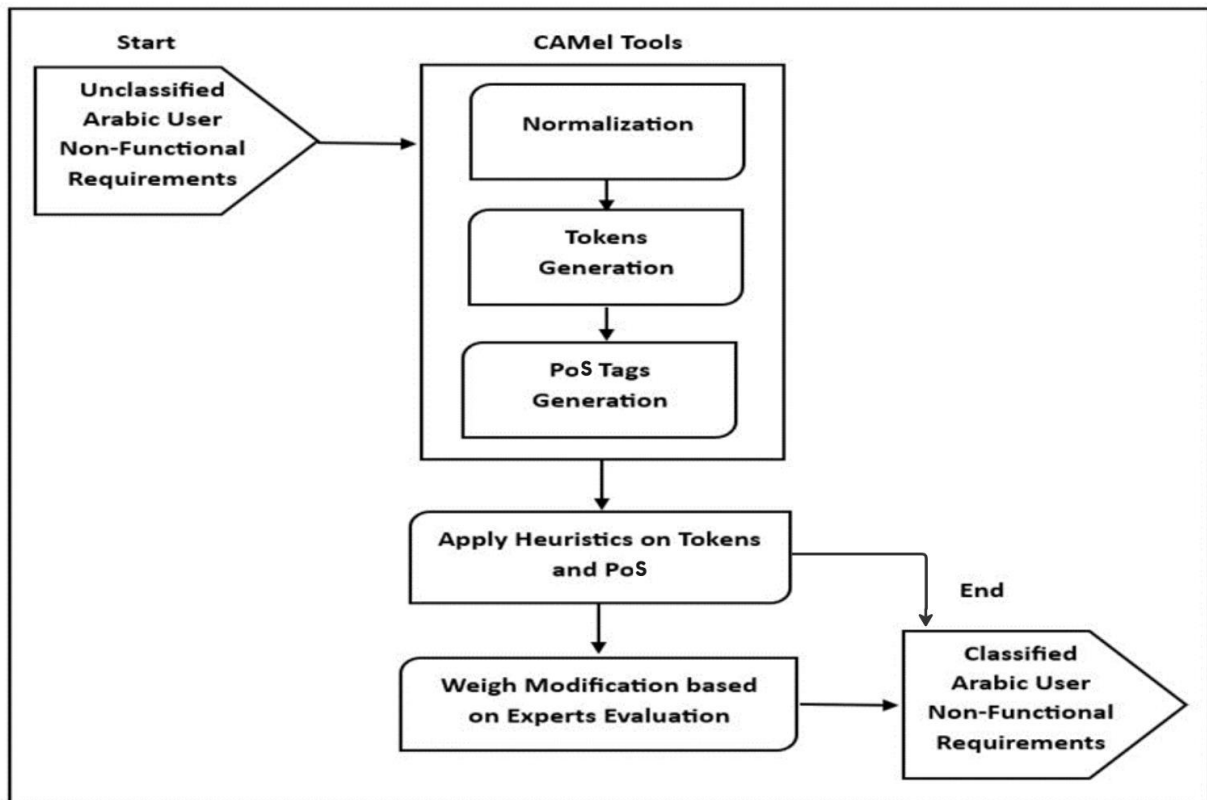 Start
Unclassified
Arabic User
Non-Functional
Requirements
CAMel Tools
Normalization
Tokens
Generation
PoS Tags
Generation
Apply Heuristics on Tokens
and PoS
Weigh Modification based
on Experts Evaluation
End
Classified
Arabic User
Non-Functional
Requirements